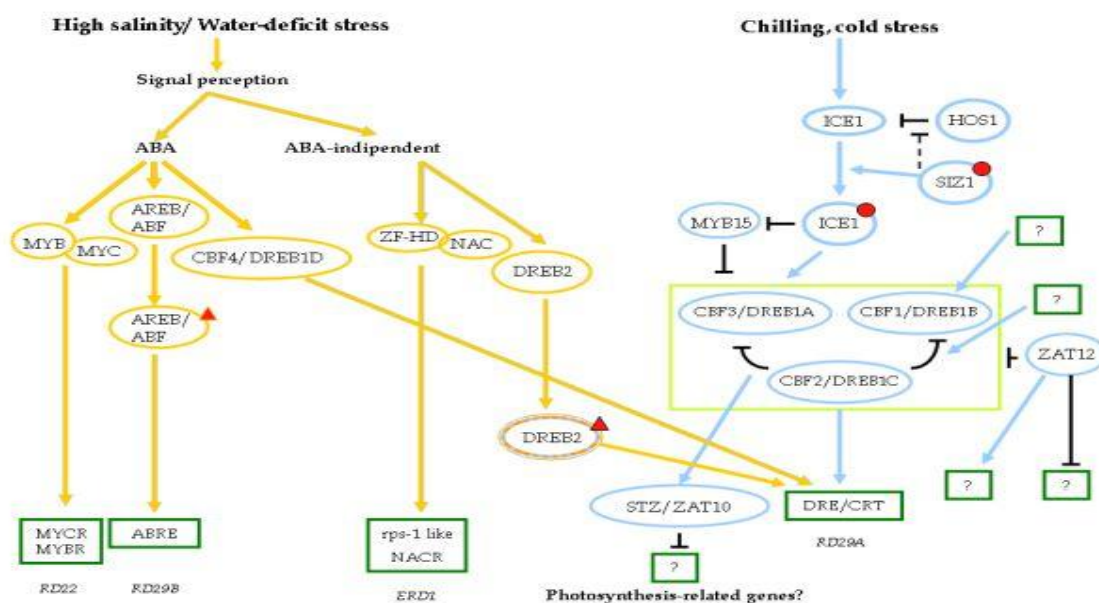 High salinity/ Water-deficit stress
Chilling, cold stress
Signal perception
ICE1
HOS1
ABA
ABA-indipendent
SIZ1
AREB/
ABF
MYB
MYC
CBF4/DREB1D
ZF-HD
NAC
DREB2
MYB15
ICE1
?
AREB/
ABF
CBF3/DREB1A
CBF1/DREB1B
?
ZAT12
CBF2/DREB1C
DREB2
?
?
STZ/ZAT10
DRE/CRT
MYCR
MYBR
ABRE
rps-1 like
NACR
RD29A
?
RD22
RD29B
ERD1
Photosynthesis-related genes?